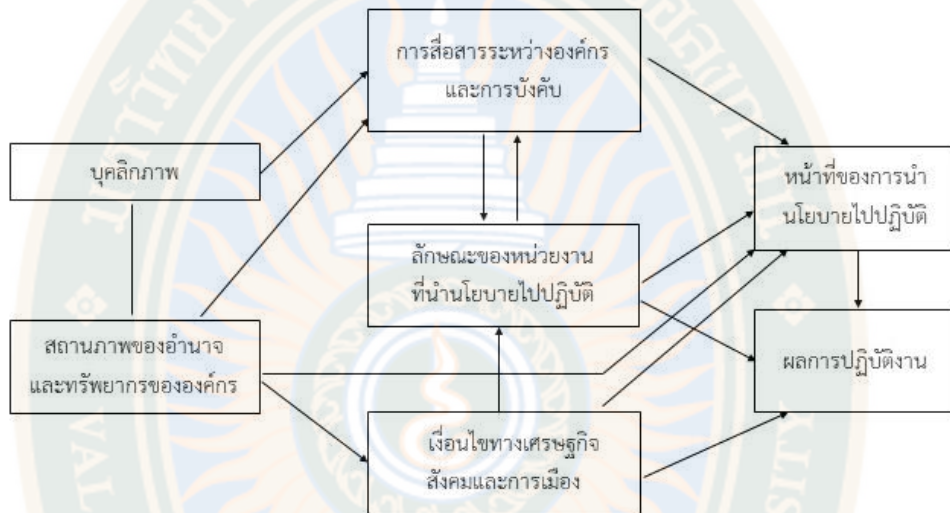 การสื่อสารระหว่างองค์กร
และการบังคับ
บุคลิกภาพ
หน้าที่ของการนำ
นโยบายไปปฏิบัติ
ลักษณะของหน่วยงาน
ที่นำนโยบายไปปฏิบัติ
สถานภาพของอำนาจ
และทรัพยากรขององค์กร
ผลการปฏิบัติงาน
เงื่อนไขทางเศรษฐกิจ
สังคมและการเมือง